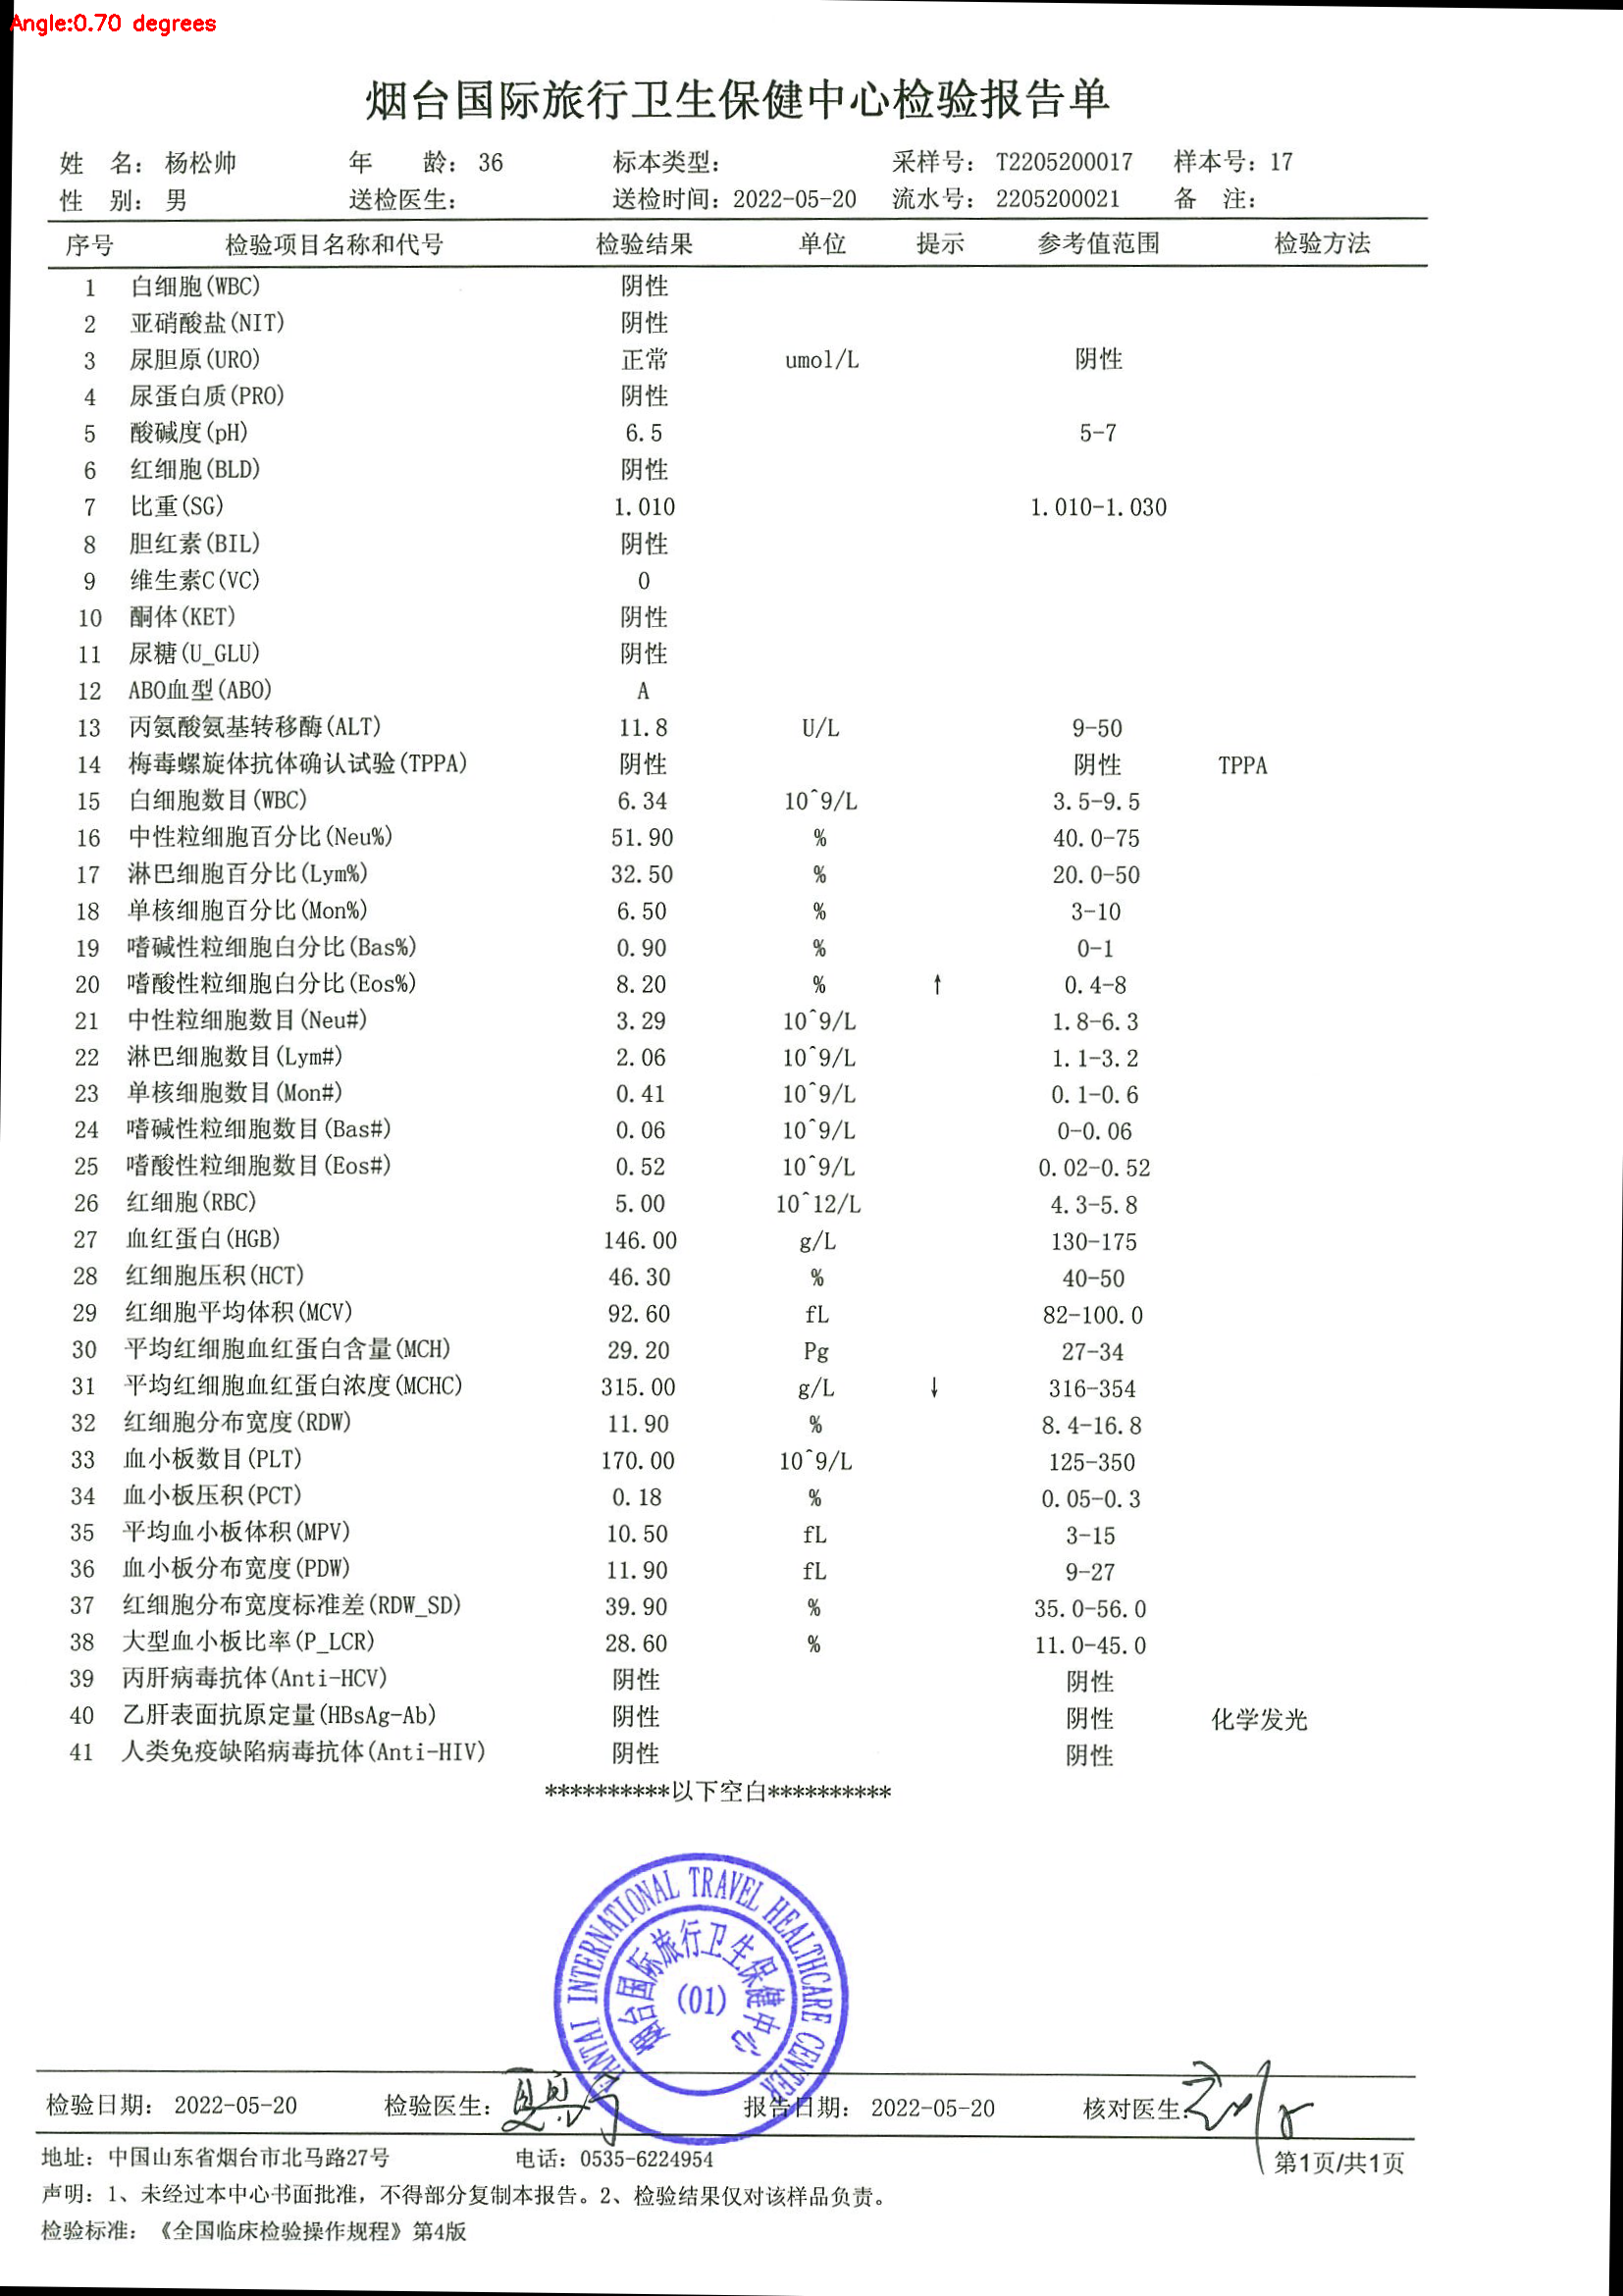 Angle:0.70 degrees
烟台国际旅行卫生保健中心检验报告单
姓 名： 杨松帅 年 龄： 36 标本类型： 采样号： T2205200017 样本号：17
性 别： 男 送检医生： 送检时间：2022-05-20 流水号： 2205200021 备 注：
序号 检验项目名称和代号 检验结果 单位 提示 参考值范围 检验方法
1 白细胞(WBC) 阴性
2 亚硝酸盐(NIT) 阴性
3 尿胆原(URO) 正常 umol/L 阴性
4 尿蛋白质(PRO) 阴性
5 酸碱度(pH) 6.5 5-7
6 红细胞(BLD) 阴性
7 比重(SG) 1.010 1.010-1.030
8 胆红素(BIL) 阴性
9 维生素C(VC) 0
10 酮体(KET) 阴性
11 尿糖(U_GLU) 阴性
12 ABO血型(ABO) A
13 丙氨酸氨基转移酶(ALT) 11.8 U/L 9-50
14 梅毒螺旋体抗体确认试验(TPPA) 阴性 阴性 TPPA
15 白细胞数目(WBC) 6.34 10^9/L 3.5-9.5
16 中性粒细胞百分比(Neu%) 51.90 % 40.0-75
17 淋巴细胞百分比(Lym%) 32.50 % 20.0-50
18 单核细胞百分比(Mon%) 6.50 % 3-10
19 嗜碱性粒细胞白分比(Bas%) 0.90 % 0-1
20 嗜酸性粒细胞白分比(Eos%) 8.20 % ↑ 0.4-8
21 中性粒细胞数目(Neu#) 3.29 10^9/L 1.8-6.3
22 淋巴细胞数目(Lym#) 2.06 10^9/L 1.1-3.2
23 单核细胞数目(Mon#) 0.41 10^9/L 0.1-0.6
24 嗜碱性粒细胞数目(Bas#) 0.06 10^9/L 0-0.06
25 嗜酸性粒细胞数目(Eos#) 0.52 10^9/L 0.02-0.52
26 红细胞(RBC) 5.00 10^12/L 4.3-5.8
27 血红蛋白(HGB) 146.00 g/L 130-175
28 红细胞压积(HCT) 46.30 % 40-50
29 红细胞平均体积(MCV) 92.60 fL 82-100.0
30 平均红细胞血红蛋白含量(MCH) 29.20 Pg 27-34
31 平均红细胞血红蛋白浓度(MCHC) 315.00 g/L ↓ 316-354
32 红细胞分布宽度(RDW) 11.90 % 8.4-16.8
33 血小板数目(PLT) 170.00 10^9/L 125-350
34 血小板压积(PCT) 0.18 % 0.05-0.3
35 平均血小板体积(MPV) 10.50 fL 3-15
36 血小板分布宽度(PDW) 11.90 fL 9-27
37 红细胞分布宽度标准差(RDW_SD) 39.90 % 35.0-56.0
38 大型血小板比率(P_LCR) 28.60 % 11.0-45.0
39 丙肝病毒抗体(Anti-HCV) 阴性 阴性
40 乙肝表面抗原定量(HBsAg-Ab) 阴性 阴性 化学发光
41 人类免疫缺陷病毒抗体(Anti-HIV) 阴性 阴性
**********以下空白**********
YANTAI INTERNATIONAL TRAVEL HEALTHCARE CENTER
烟台国际旅行卫生保健中心
(01)
检验日期： 2022-05-20 检验医生： 报告日期： 2022-05-20 核对医生：
地址：中国山东省烟台市北马路27号 电话：0535-6224954 第1页/共1页
声明：1、未经过本中心书面批准，不得部分复制本报告。2、检验结果仅对该样品负责。
检验标准：《全国临床检验操作规程》第4版